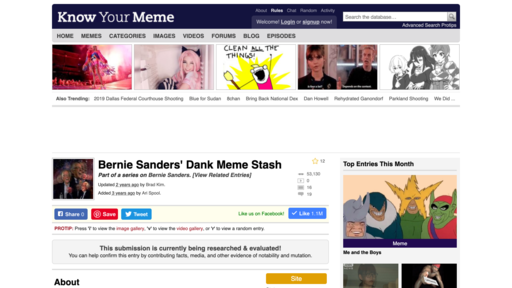 Know Your Meme
About Rules Chat Random Activity
Welcome! Login or signup now!
Search the database...
Advanced Search Protips
HOME MEMES CATEGORIES IMAGES VIDEOS FORUMS BLOG EPISODES
CLEAN ALL THE THINGS!
Also Trending: 2019 Dallas Federal Courthouse Shooting Blue for Sudan 8chan Bring Back National Dex Dan Howell Rehydrated Ganondorf Parkland Shooting We Did ...
Bernie Sanders' Dank Meme Stash
Part of a series on Bernie Sanders. [View Related Entries]
Updated 2 years ago by Brad Kim.
Added 3 years ago by Ari Spool.
12
53,130
0
16
16
Share 0 Save Tweet
Like us on Facebook! Like 1.1M
PROTIP: Press 'i' to view the image gallery, 'v' to view the video gallery, or 'r' to view a random entry.
This submission is currently being researched & evaluated!
You can help confirm this entry by contributing facts, media, and other evidence of notability and mutation.
About
Site
Top Entries This Month
Meme
Me and the Boys